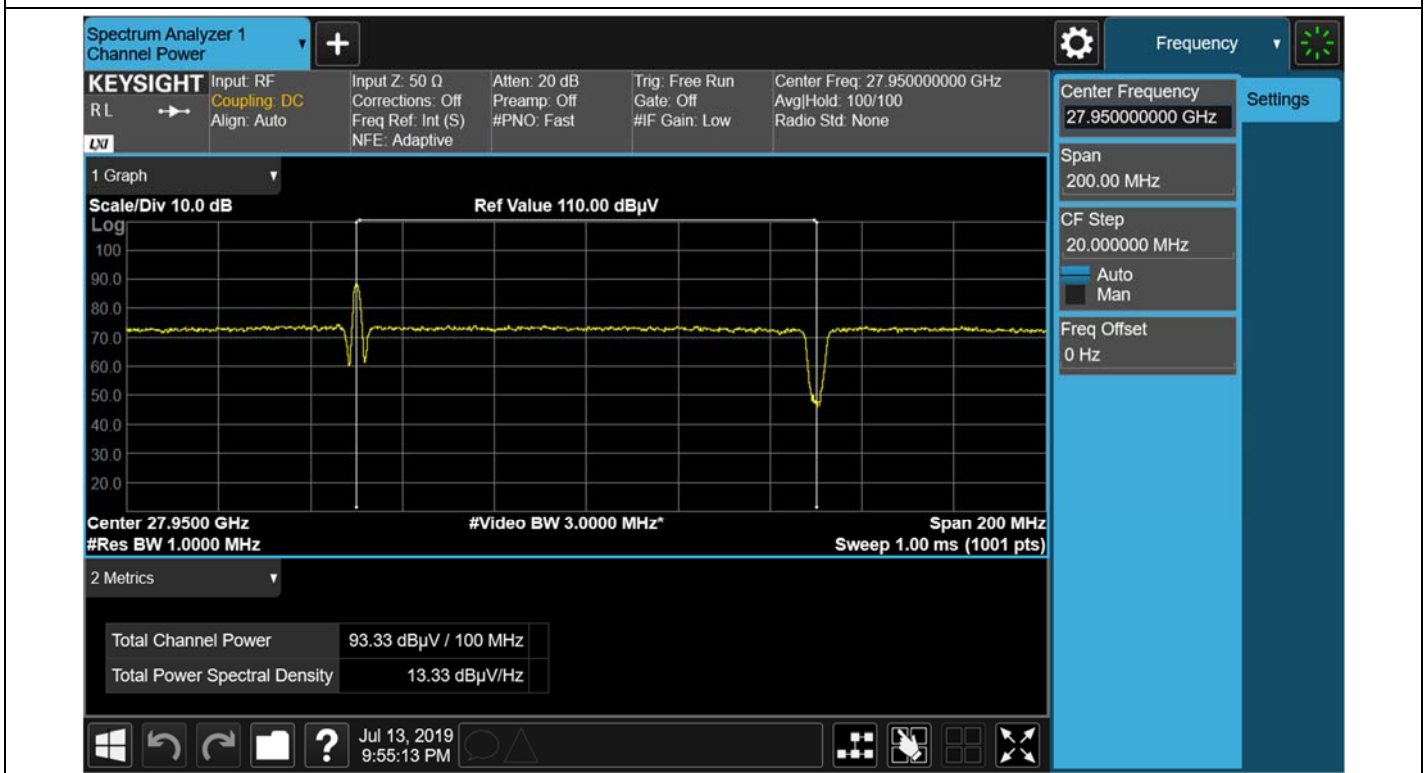 Spectrum Analyzer 1
Channel Power
+
Frequency
KEYSIGHT
R L
LXI
Input: RF
Coupling: DC
Align: Auto
Input Z: 50 Ω
Corrections: Off
Freq Ref: Int (S)
NFE: Adaptive
Atten: 20 dB
Preamp: Off
#PNO: Fast
Trig: Free Run
Gate: Off
#IF Gain: Low
Center Freq: 27.950000000 GHz
Avg|Hold: 100/100
Radio Std: None
Center Frequency
27.950000000 GHz
Settings
Span
200.00 MHz
CF Step
20.000000 MHz
Auto
Man
Freq Offset
0 Hz
1 Graph
Scale/Div 10.0 dB
Ref Value 110.00 dBµV
Log
100
90.0
80.0
70.0
60.0
50.0
40.0
30.0
20.0
Center 27.9500 GHz
#Video BW 3.0000 MHz*
Span 200 MHz
#Res BW 1.0000 MHz
Sweep 1.00 ms (1001 pts)
2 Metrics
Total Channel Power 93.33 dBµV / 100 MHz
Total Power Spectral Density 13.33 dBµV/Hz
?
Jul 13, 2019
9:55:13 PM